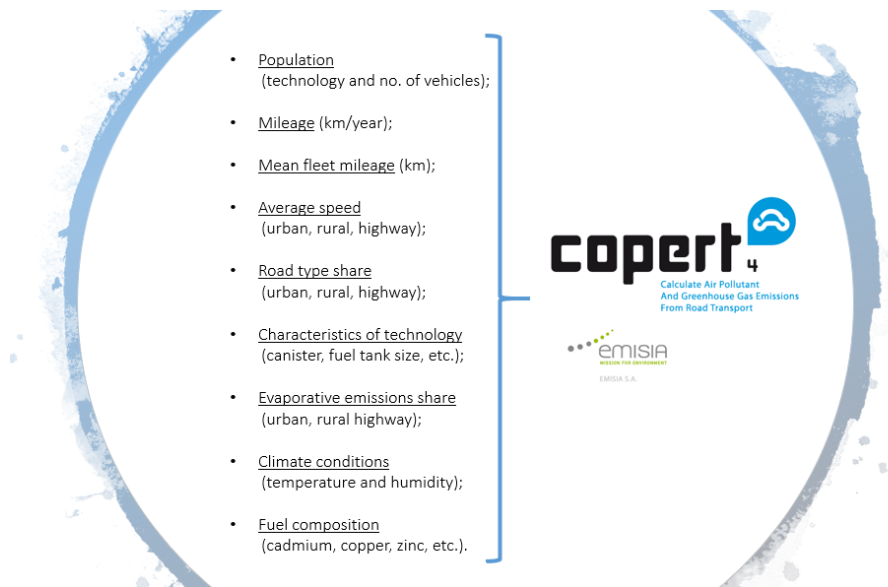 • Population
(technology and no. of vehicles);
• Mileage (km/year);
• Mean fleet mileage (km);
• Average speed
(urban, rural, highway);
• Road type share
(urban, rural, highway);
• Characteristics of technology
(canister, fuel tank size, etc.);
• Evaporative emissions share
(urban, rural highway);
• Climate conditions
(temperature and humidity);
• Fuel composition
(cadmium, copper, zinc, etc.).
copert 4
Calculate Air Pollutant
And Greenhouse Gas Emissions
From Road Transport
emisia
MISSION FOR ENVIRONMENT
EMISIA S.A.